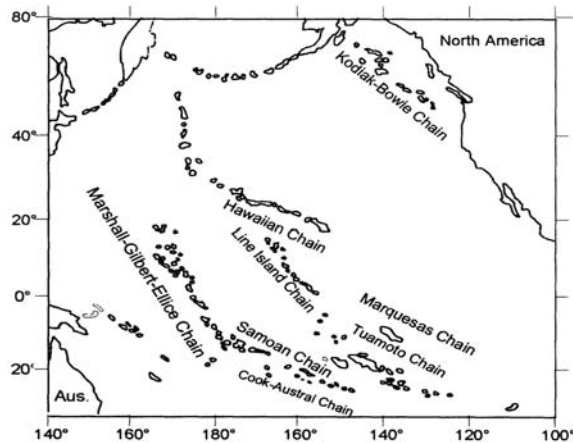 80°
North America
Kodiak-Bowie Chain
40°
20°
Hawaiian Chain
Marshall-Gilbert-Ellice Chain
Line Island Chain
0°
Marquesas Chain
Tuamoto Chain
Samoan Chain
20°
Cook-Austral Chain
Aus.
140° 160° 180° 160° 140° 120° 100°